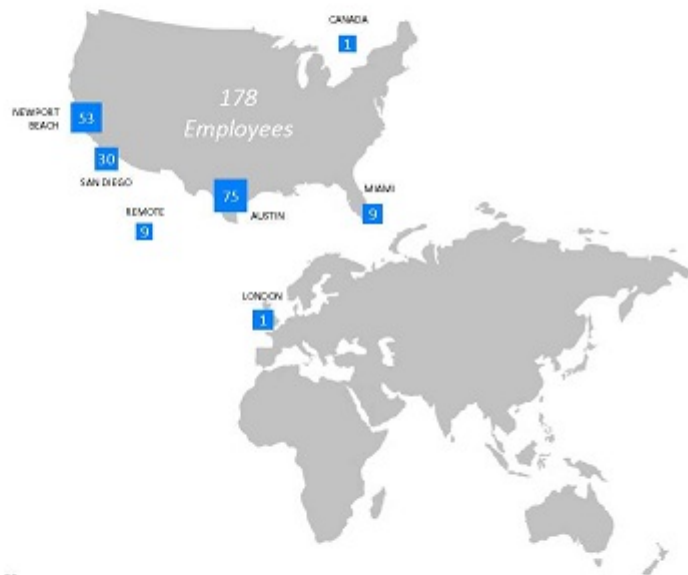 CANADA
1
178
Employees
NEWPORT
BEACH
53
30
SAN DIEGO
75
AUSTIN
MIAMI
9
REMOTE
9
LONDON
1